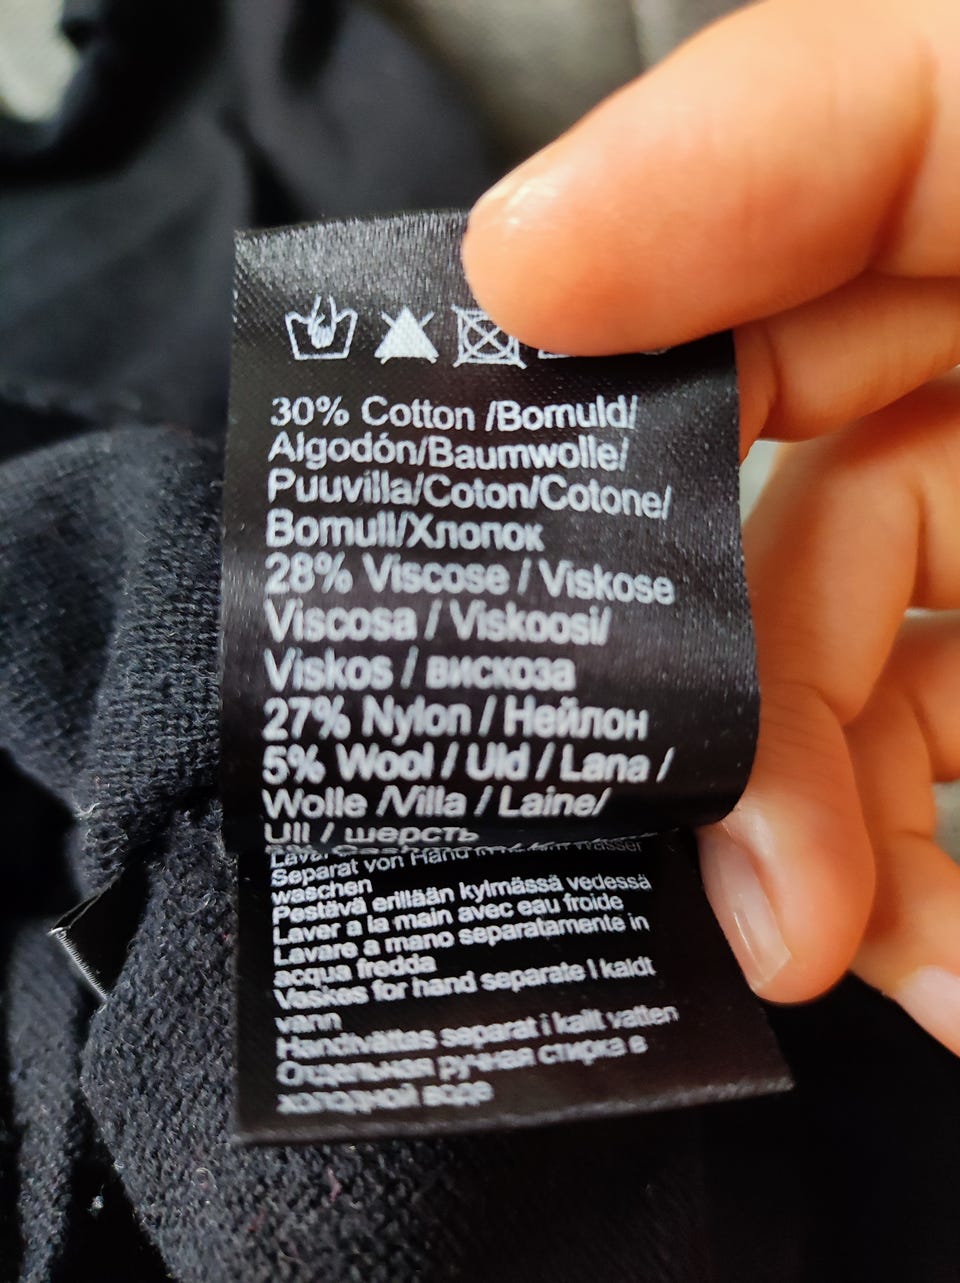 30% Cotton /Bomuld/
Algodón/Baumwolle/
Puuvilla/Coton/Cotone/
Bomull/Хлопок
28% Viscose / Viskose
Viscosa / Viskoosi/
Viskos / вискоза
27% Nylon / Нейлон
5% Wool / Uld / Lana /
Wolle /Villa / Laine/
Ull / шерсть
Separat von Hand Wasser
waschen
Pestävä erillään kylmässä vedessä
Laver a la main avec eau froide
Lavare a mano separatamente in
acqua fredda
Vaskes for hand separate I kaldt
vann
Handtvättas separat i kallt vatten
Отдельная ручная стирка в
холодной воде